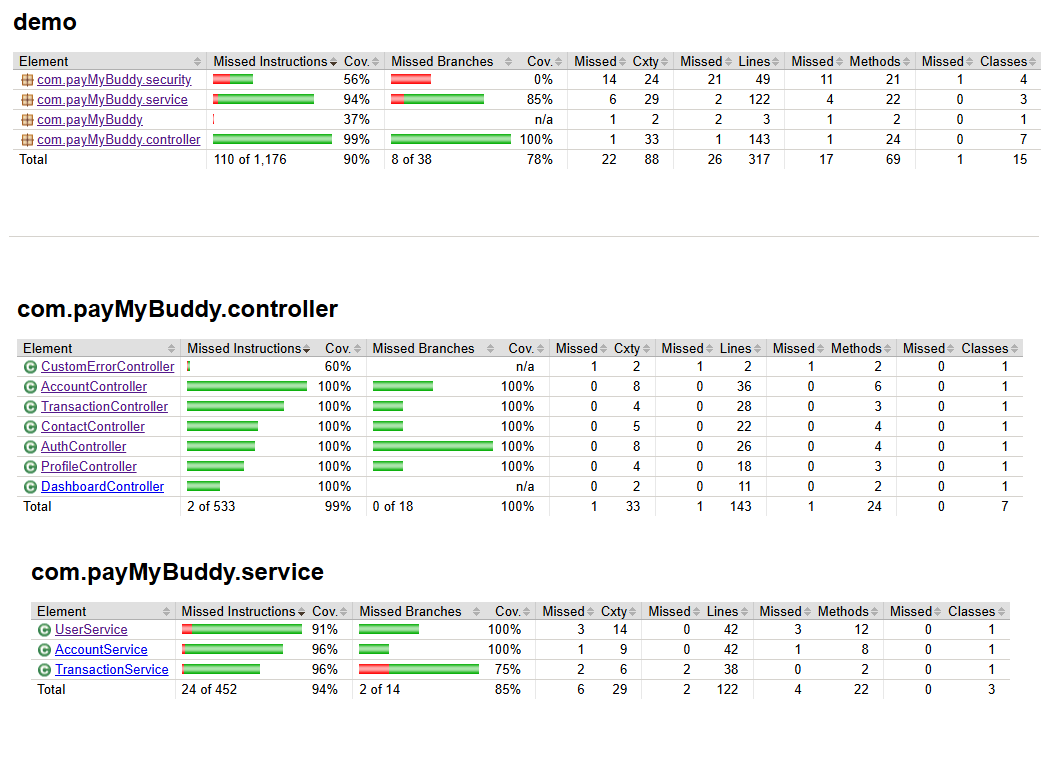 demo
Element Missed Instructions Cov. Missed Branches Cov. Missed Cxty Missed Lines Missed Methods Missed Classes
com.payMyBuddy.security 56% 0% 14 24 21 49 11 21 1 4
com.payMyBuddy.service 94% 85% 6 29 2 122 4 22 0 3
com.payMyBuddy 37% n/a 1 2 2 3 1 2 0 1
com.payMyBuddy.controller 99% 100% 1 33 1 143 1 24 0 7
Total 110 of 1,176 90% 8 of 38 78% 22 88 26 317 17 69 1 15
com.payMyBuddy.controller
Element Missed Instructions Cov. Missed Branches Cov. Missed Cxty Missed Lines Missed Methods Missed Classes
CustomErrorController 60% n/a 1 2 1 2 1 2 0 1
AccountController 100% 100% 0 8 0 36 0 6 0 1
TransactionController 100% 100% 0 4 0 28 0 3 0 1
ContactController 100% 100% 0 5 0 22 0 4 0 1
AuthController 100% 100% 0 8 0 26 0 4 0 1
ProfileController 100% 100% 0 4 0 18 0 3 0 1
DashboardController 100% n/a 0 2 0 11 0 2 0 1
Total 2 of 533 99% 0 of 18 100% 1 33 1 143 1 24 0 7
com.payMyBuddy.service
Element Missed Instructions Cov. Missed Branches Cov. Missed Cxty Missed Lines Missed Methods Missed Classes
UserService 91% 100% 3 14 0 42 3 12 0 1
AccountService 96% 100% 1 9 0 42 1 8 0 1
TransactionService 96% 75% 2 6 2 38 0 2 0 1
Total 24 of 452 94% 2 of 14 85% 6 29 2 122 4 22 0 3